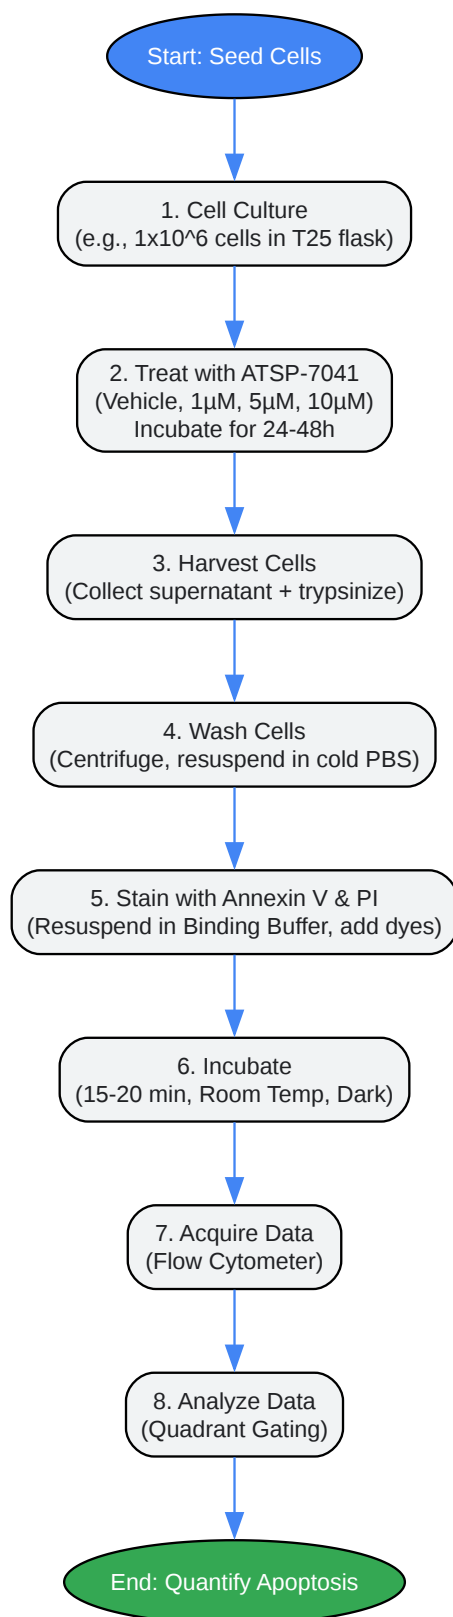 Start: Seed Cells
1. Cell Culture
(e.g., 1x10^6 cells in T25 flask)
2. Treat with ATSP-7041
(Vehicle, 1µM, 5µM, 10µM)
Incubate for 24-48h
3. Harvest Cells
(Collect supernatant + trypsinize)
4. Wash Cells
(Centrifuge, resuspend in cold PBS)
5. Stain with Annexin V & PI
(Resuspend in Binding Buffer, add dyes)
6. Incubate
(15-20 min, Room Temp, Dark)
7. Acquire Data
(Flow Cytometer)
8. Analyze Data
(Quadrant Gating)
End: Quantify Apoptosis